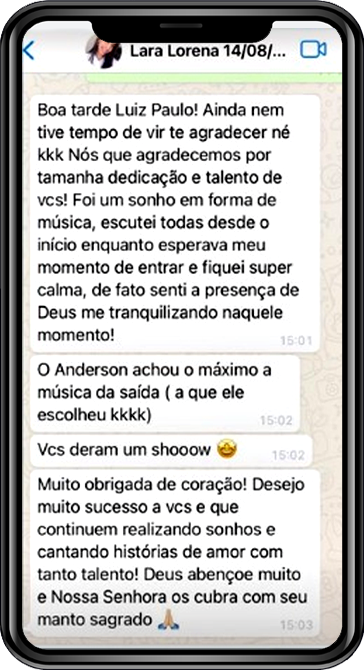 Lara Lorena 14/08/...
Boa tarde Luiz Paulo! Ainda nem
tive tempo de vir te agradecer né
kkk Nós que agradecemos por
tamanha dedicação e talento de
vcs! Foi um sonho em forma de
música, escutei todas desde o
início enquanto esperava meu
momento de entrar e fiquei super
calma, de fato senti a presença de
Deus me tranquilizando naquele
momento!
15:01
O Anderson achou o máximo a
música da saída ( a que ele
escolheu kkkk)
15:02
Vcs deram um shooow 🤩
15:02
Muito obrigada de coração! Desejo
muito sucesso a vcs e que
continuem realizando sonhos e
cantando histórias de amor com
tanto talento! Deus abençoe muito
e Nossa Senhora os cubra com seu
manto sagrado 🙏🏼
15:03